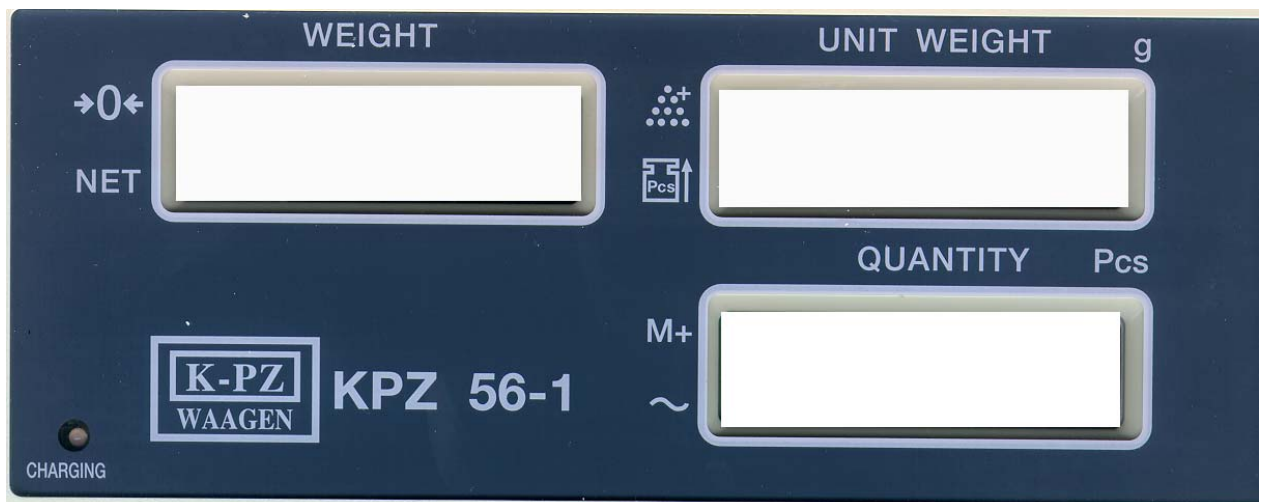 WEIGHT
→0←
NET
UNIT WEIGHT g
Pcs
QUANTITY Pcs
M+
~
K-PZ
WAAGEN
KPZ 56-1
CHARGING